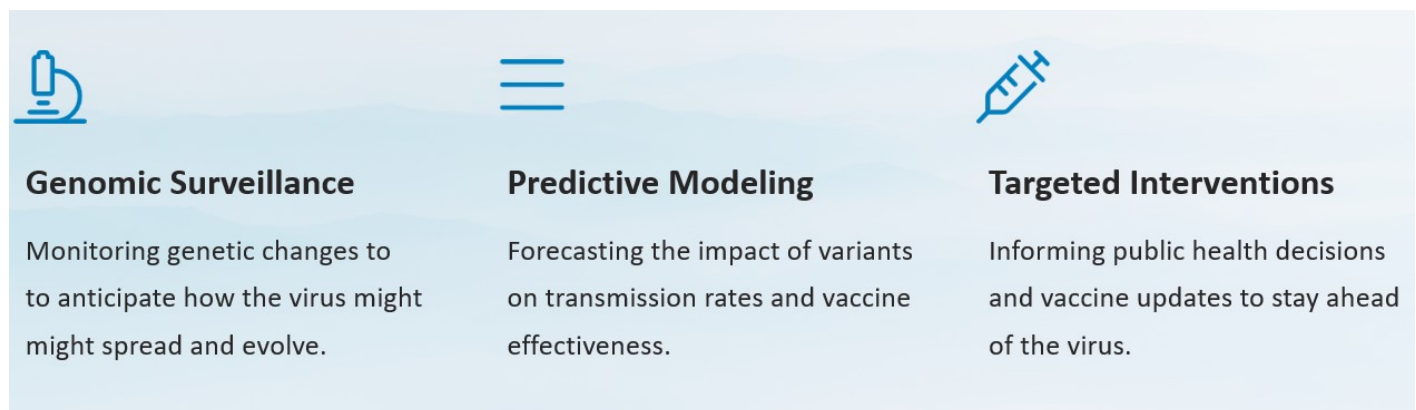 Genomic Surveillance
Monitoring genetic changes to
to anticipate how the virus might
might spread and evolve.
Predictive Modeling
Forecasting the impact of variants
on transmission rates and vaccine
effectiveness.
Targeted Interventions
Informing public health decisions
and vaccine updates to stay ahead
of the virus.